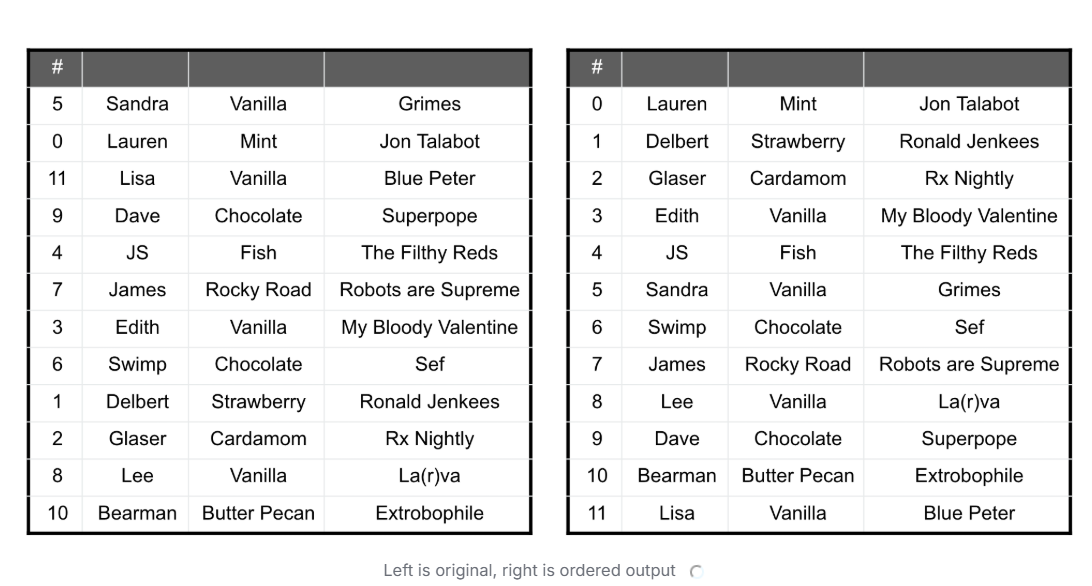 #
5 Sandra Vanilla Grimes
0 Lauren Mint Jon Talabot
11 Lisa Vanilla Blue Peter
9 Dave Chocolate Superpope
4 JS Fish The Filthy Reds
7 James Rocky Road Robots are Supreme
3 Edith Vanilla My Bloody Valentine
6 Swimp Chocolate Sef
1 Delbert Strawberry Ronald Jenkees
2 Glaser Cardamom Rx Nightly
8 Lee Vanilla La(r)va
10 Bearman Butter Pecan Extrobophile
#
0 Lauren Mint Jon Talabot
1 Delbert Strawberry Ronald Jenkees
2 Glaser Cardamom Rx Nightly
3 Edith Vanilla My Bloody Valentine
4 JS Fish The Filthy Reds
5 Sandra Vanilla Grimes
6 Swimp Chocolate Sef
7 James Rocky Road Robots are Supreme
8 Lee Vanilla La(r)va
9 Dave Chocolate Superpope
10 Bearman Butter Pecan Extrobophile
11 Lisa Vanilla Blue Peter
Left is original, right is ordered output